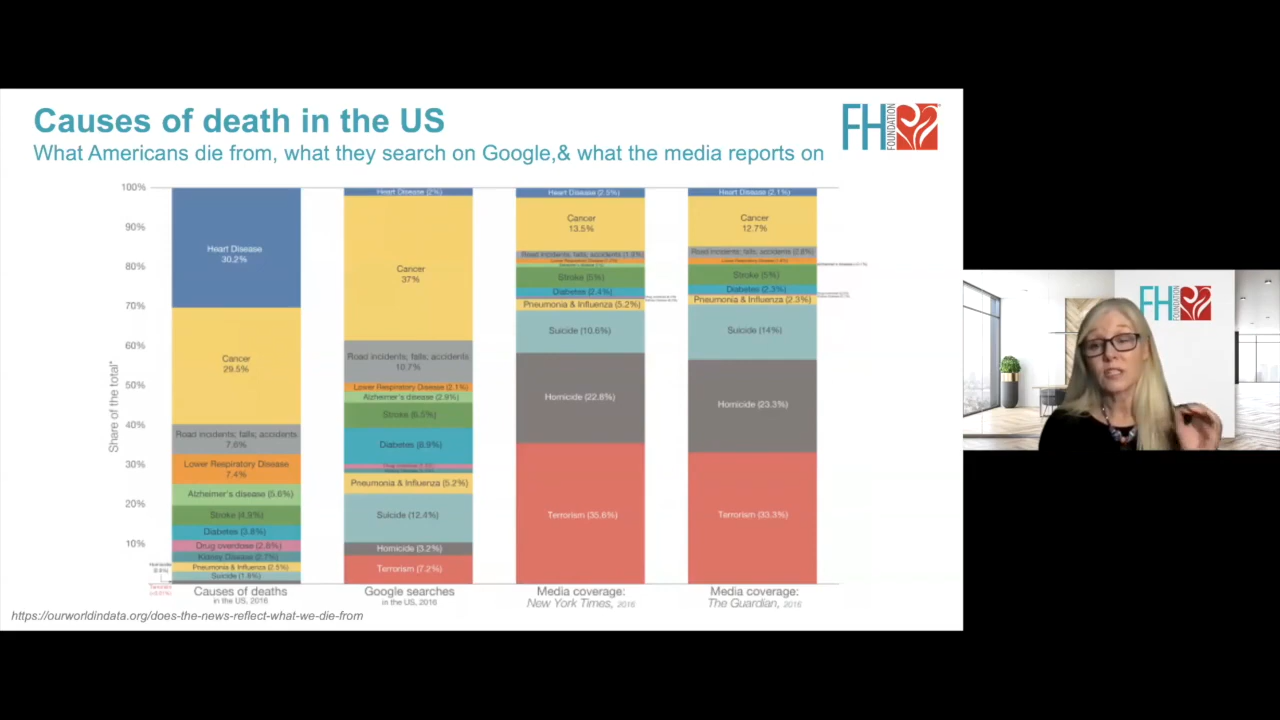 Causes of death in the US
What Americans die from, what they search on Google,& what the media reports on
FH
FOUNDATION
Share of the total*
100%
90%
80%
70%
60%
50%
40%
30%
20%
10%
Heart Disease
30.2%
Cancer
29.5%
Road incidents; falls; accidents
7.6%
Lower Respiratory Disease
7.4%
Alzheimer's disease (5.6%)
Stroke (4.9%)
Diabetes (3.8%)
Drug overdose (2.8%)
Kidney Disease (2.7%)
Pneumonia & Influenza (2.5%)
Suicide (1.8%)
Homicide
Causes of deaths
in the US, 2016
Heart Disease (2%)
Cancer
37%
Road incidents; falls; accidents
10.7%
Lower Respiratory Disease (2.1%)
Alzheimer's disease (2.9%)
Stroke (6.5%)
Diabetes (8.9%)
Pneumonia & Influenza (5.2%)
Suicide (12.4%)
Homicide (3.2%)
Terrorism (7.2%)
Google searches
in the US, 2016
Heart Disease (2.5%)
Cancer
13.5%
Road incidents; falls; accidents (1.9%)
Stroke (5%)
Diabetes (2.4%)
Pneumonia & Influenza (5.2%)
Suicide (10.6%)
Homicide (22.8%)
Terrorism (35.6%)
Media coverage:
New York Times, 2016
Heart Disease (2.1%)
Cancer
12.7%
Road incidents; falls; accidents
Stroke (5%)
Diabetes (2.3%)
Pneumonia & Influenza (2.3%)
Suicide (14%)
Homicide (23.3%)
Terrorism (33.3%)
Media coverage:
The Guardian, 2016
https://ourworldindata.org/does-the-news-reflect-what-we-die-from
FH
FOUNDATION